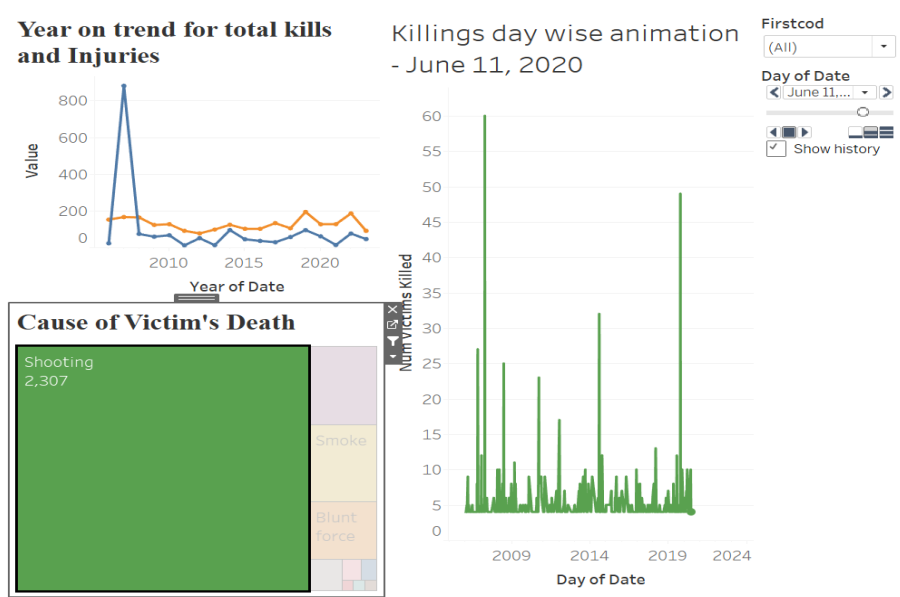 Year on trend for total kills
and Injuries
800
600
400
200
0
Value
2010
2015
2020
Year of Date
Cause of Victim's Death
Shooting
2,307
Smoke
Blunt
force
Killings day wise animation
- June 11, 2020
60
55
50
45
40
35
30
25
20
15
10
5
0
Num Victims Killed
2009
2014
2019
2024
Day of Date
Firstcod
(All)
Day of Date
June 11,...
Show history